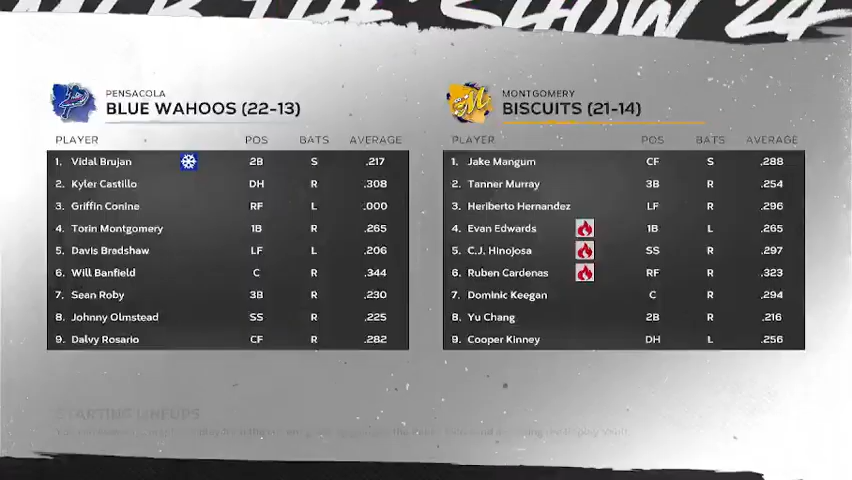 MLB THE SHOW 24
PENSACOLA
BLUE WAHOOS (22-13)
PLAYER POS BATS AVERAGE
1. Vidal Brujan 2B S .217
2. Kyler Castillo DH R .308
3. Griffin Conine RF L .000
4. Torin Montgomery 1B R .265
5. Davis Bradshaw LF L .206
6. Will Banfield C R .344
7. Sean Roby 3B R .230
8. Johnny Olmstead SS R .225
9. Dalvy Rosario CF R .282
MONTGOMERY
BISCUITS (21-14)
PLAYER POS BATS AVERAGE
1. Jake Mangum CF S .288
2. Tanner Murray 3B R .254
3. Heriberto Hernandez LF R .296
4. Evan Edwards 1B L .265
5. C.J. Hinojosa SS R .297
6. Ruben Cardenas RF R .323
7. Dominic Keegan C R .294
8. Yu Chang 2B R .216
9. Cooper Kinney DH L .256
STARTING LINEUPS